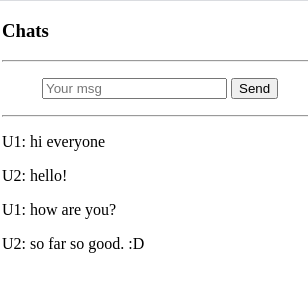 Chats
Your msg Send
U1: hi everyone
U2: hello!
U1: how are you?
U2: so far so good. :D